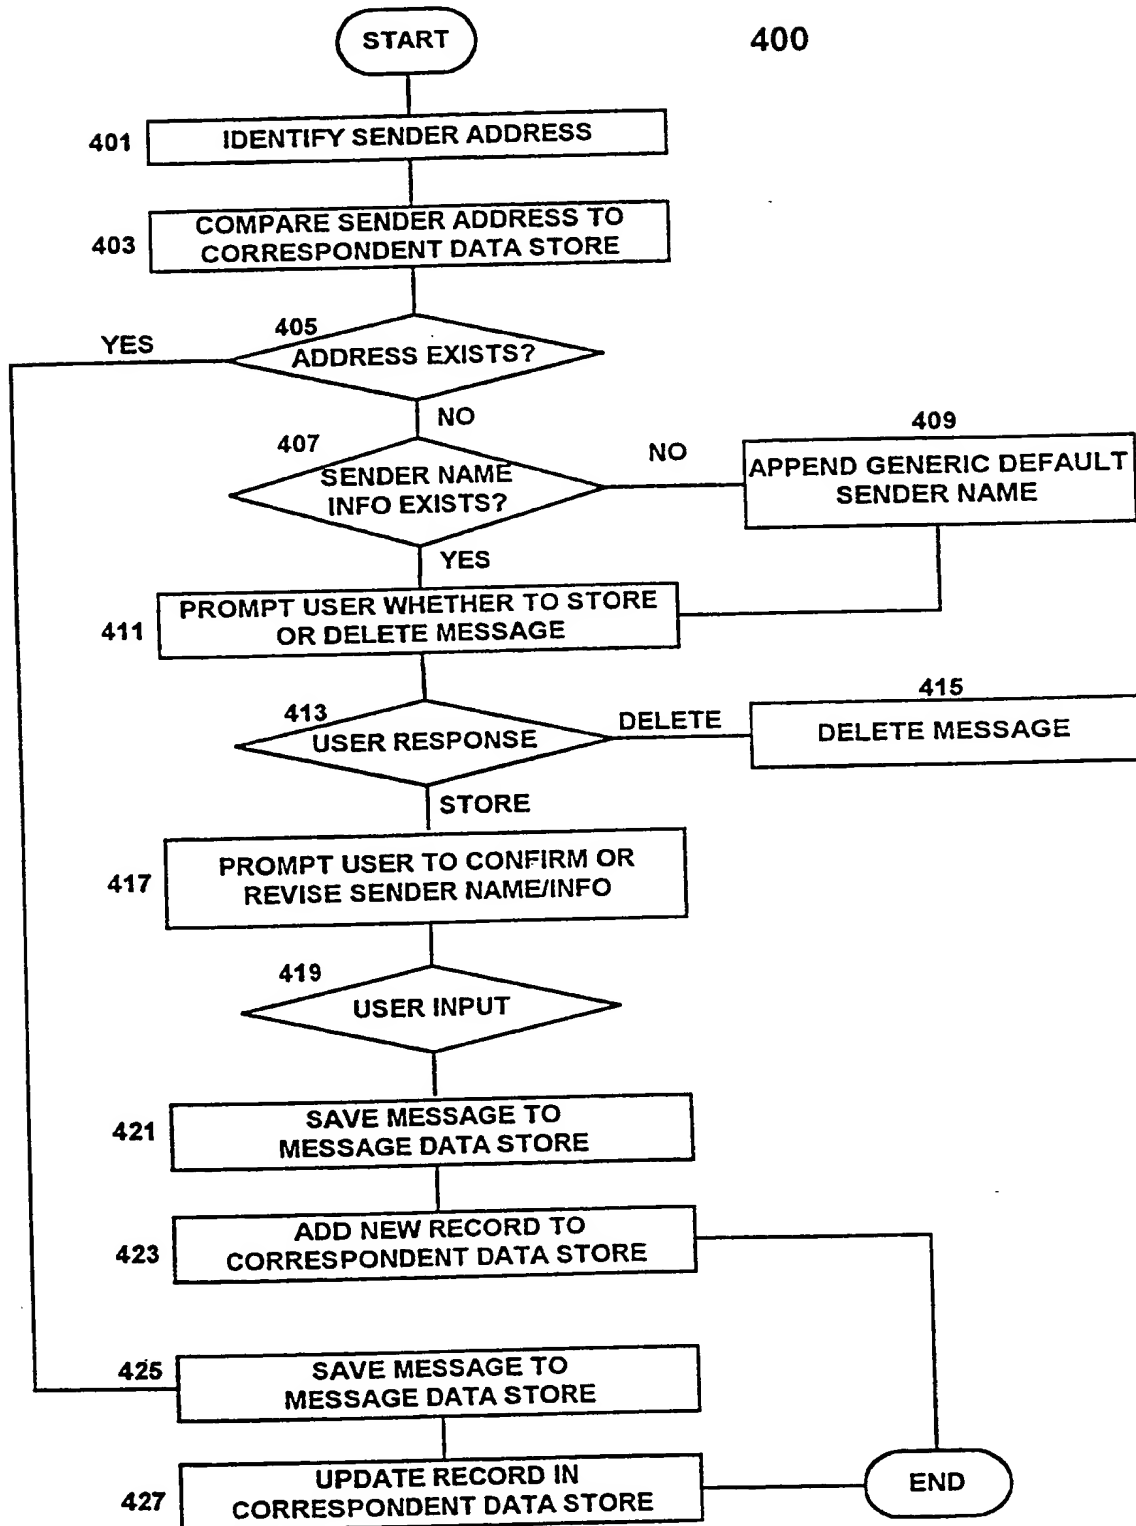 START
400
401
IDENTIFY SENDER ADDRESS
403
COMPARE SENDER ADDRESS TO
CORRESPONDENT DATA STORE
405
YES
ADDRESS EXISTS?
NO
407
SENDER NAME
INFO EXISTS?
NO
409
APPEND GENERIC DEFAULT
SENDER NAME
YES
411
PROMPT USER WHETHER TO STORE
OR DELETE MESSAGE
413
USER RESPONSE
DELETE
415
DELETE MESSAGE
STORE
417
PROMPT USER TO CONFIRM OR
REVISE SENDER NAME/INFO
419
USER INPUT
421
SAVE MESSAGE TO
MESSAGE DATA STORE
423
ADD NEW RECORD TO
CORRESPONDENT DATA STORE
425
SAVE MESSAGE TO
MESSAGE DATA STORE
427
UPDATE RECORD IN
CORRESPONDENT DATA STORE
END